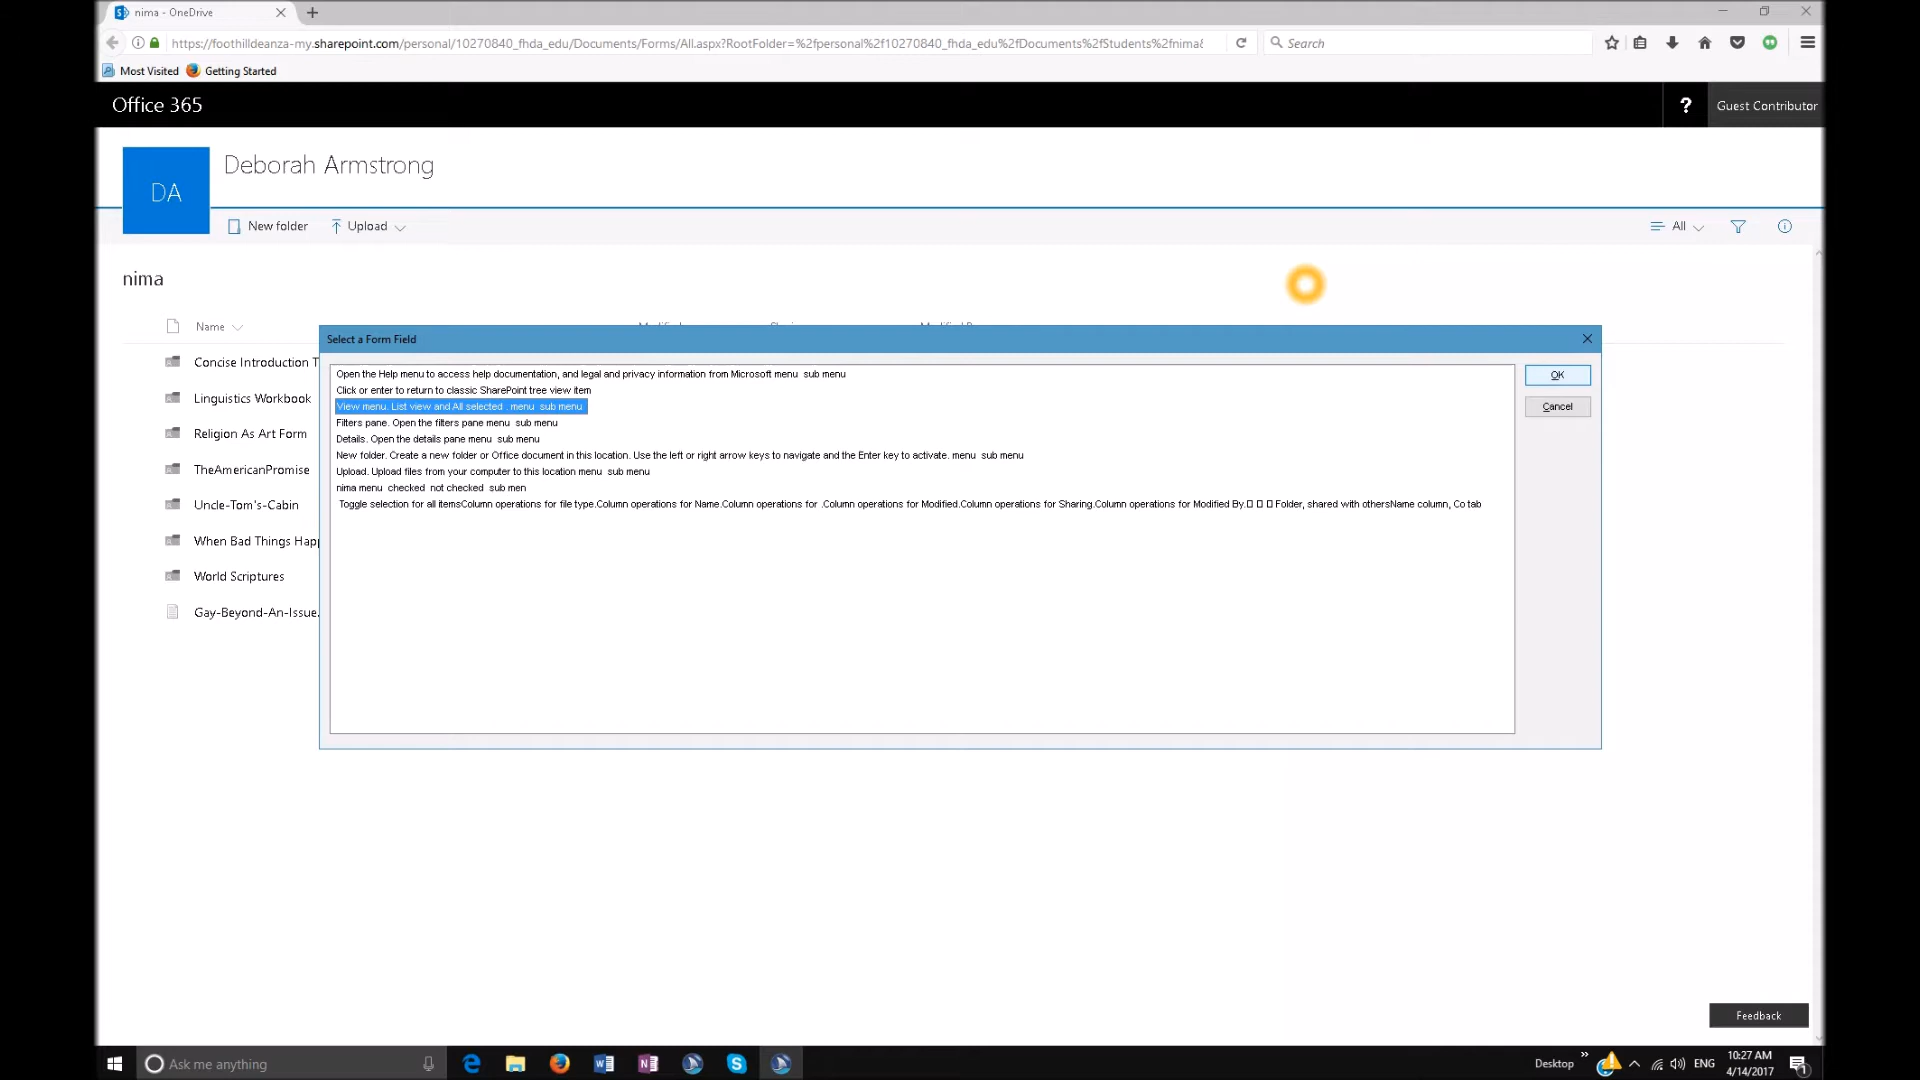 nima - OneDrive
https://foothilldeanza-my.sharepoint.com/personal/10270840_fhda_edu/Documents/Forms/All.aspx?RootFolder=%2fpersonal%2f10270840_fhda_edu%2fDocuments%2fStudents%2fnima&
Search
Most Visited
Getting Started
Office 365
?
Guest Contributor
DA
Deborah Armstrong
New folder
Upload
All
nima
Name
Select a Form Field
Open the Help menu to access help documentation, and legal and privacy information from Microsoft menu sub menu
Click or enter to return to classic SharePoint tree view item
View menu. List view and All selected . menu sub menu
Filters pane. Open the filters pane menu sub menu
Details. Open the details pane menu sub menu
New folder. Create a new folder or Office document in this location. Use the left or right arrow keys to navigate and the Enter key to activate. menu sub menu
Upload. Upload files from your computer to this location menu sub menu
nima menu checked not checked sub men
Toggle selection for all itemsColumn operations for file type.Column operations for Name.Column operations for .Column operations for Modified.Column operations for Sharing.Column operations for Modified By.▯ ▯ ▯ Folder, shared with othersName column, Co tab
OK
Cancel
Concise Introduction T
Linguistics Workbook
Religion As Art Form
TheAmericanPromise
Uncle-Tom's-Cabin
When Bad Things Hap
World Scriptures
Gay-Beyond-An-Issue.
Feedback
Ask me anything
Desktop
ENG
10:27 AM
4/14/2017